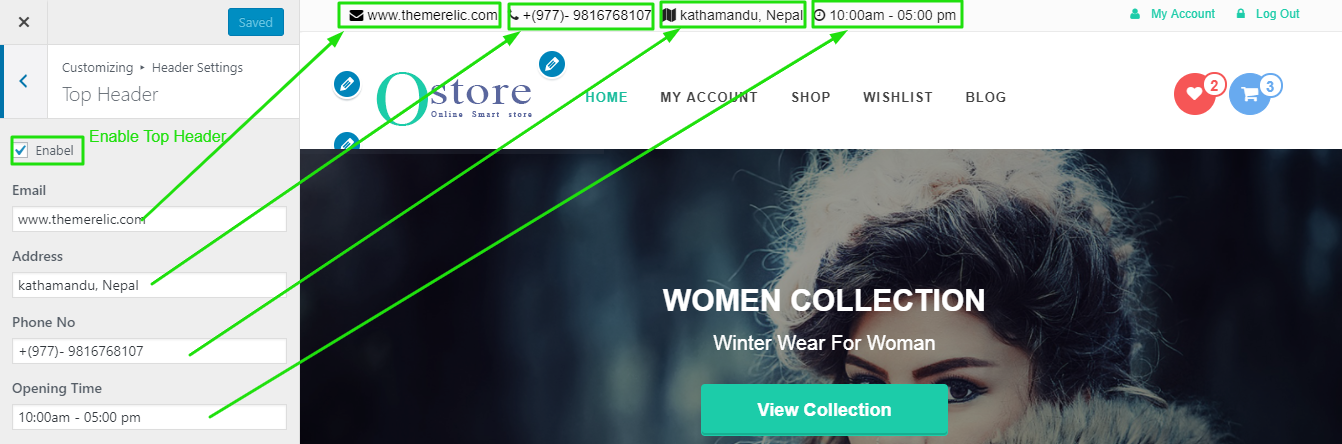 Saved
Customizing ▸ Header Settings
Top Header
Enable Top Header
Enabel
Email
www.themerelic.com
Address
kathamandu, Nepal
Phone No
+(977)- 9816768107
Opening Time
10:00am - 05:00 pm
www.themerelic.com +(977)- 9816768107 kathamandu, Nepal 10:00am - 05:00 pm My Account Log Out
Ostore
Online Smart store
HOME MY ACCOUNT SHOP WISHLIST BLOG 2 3
WOMEN COLLECTION
Winter Wear For Woman
View Collection